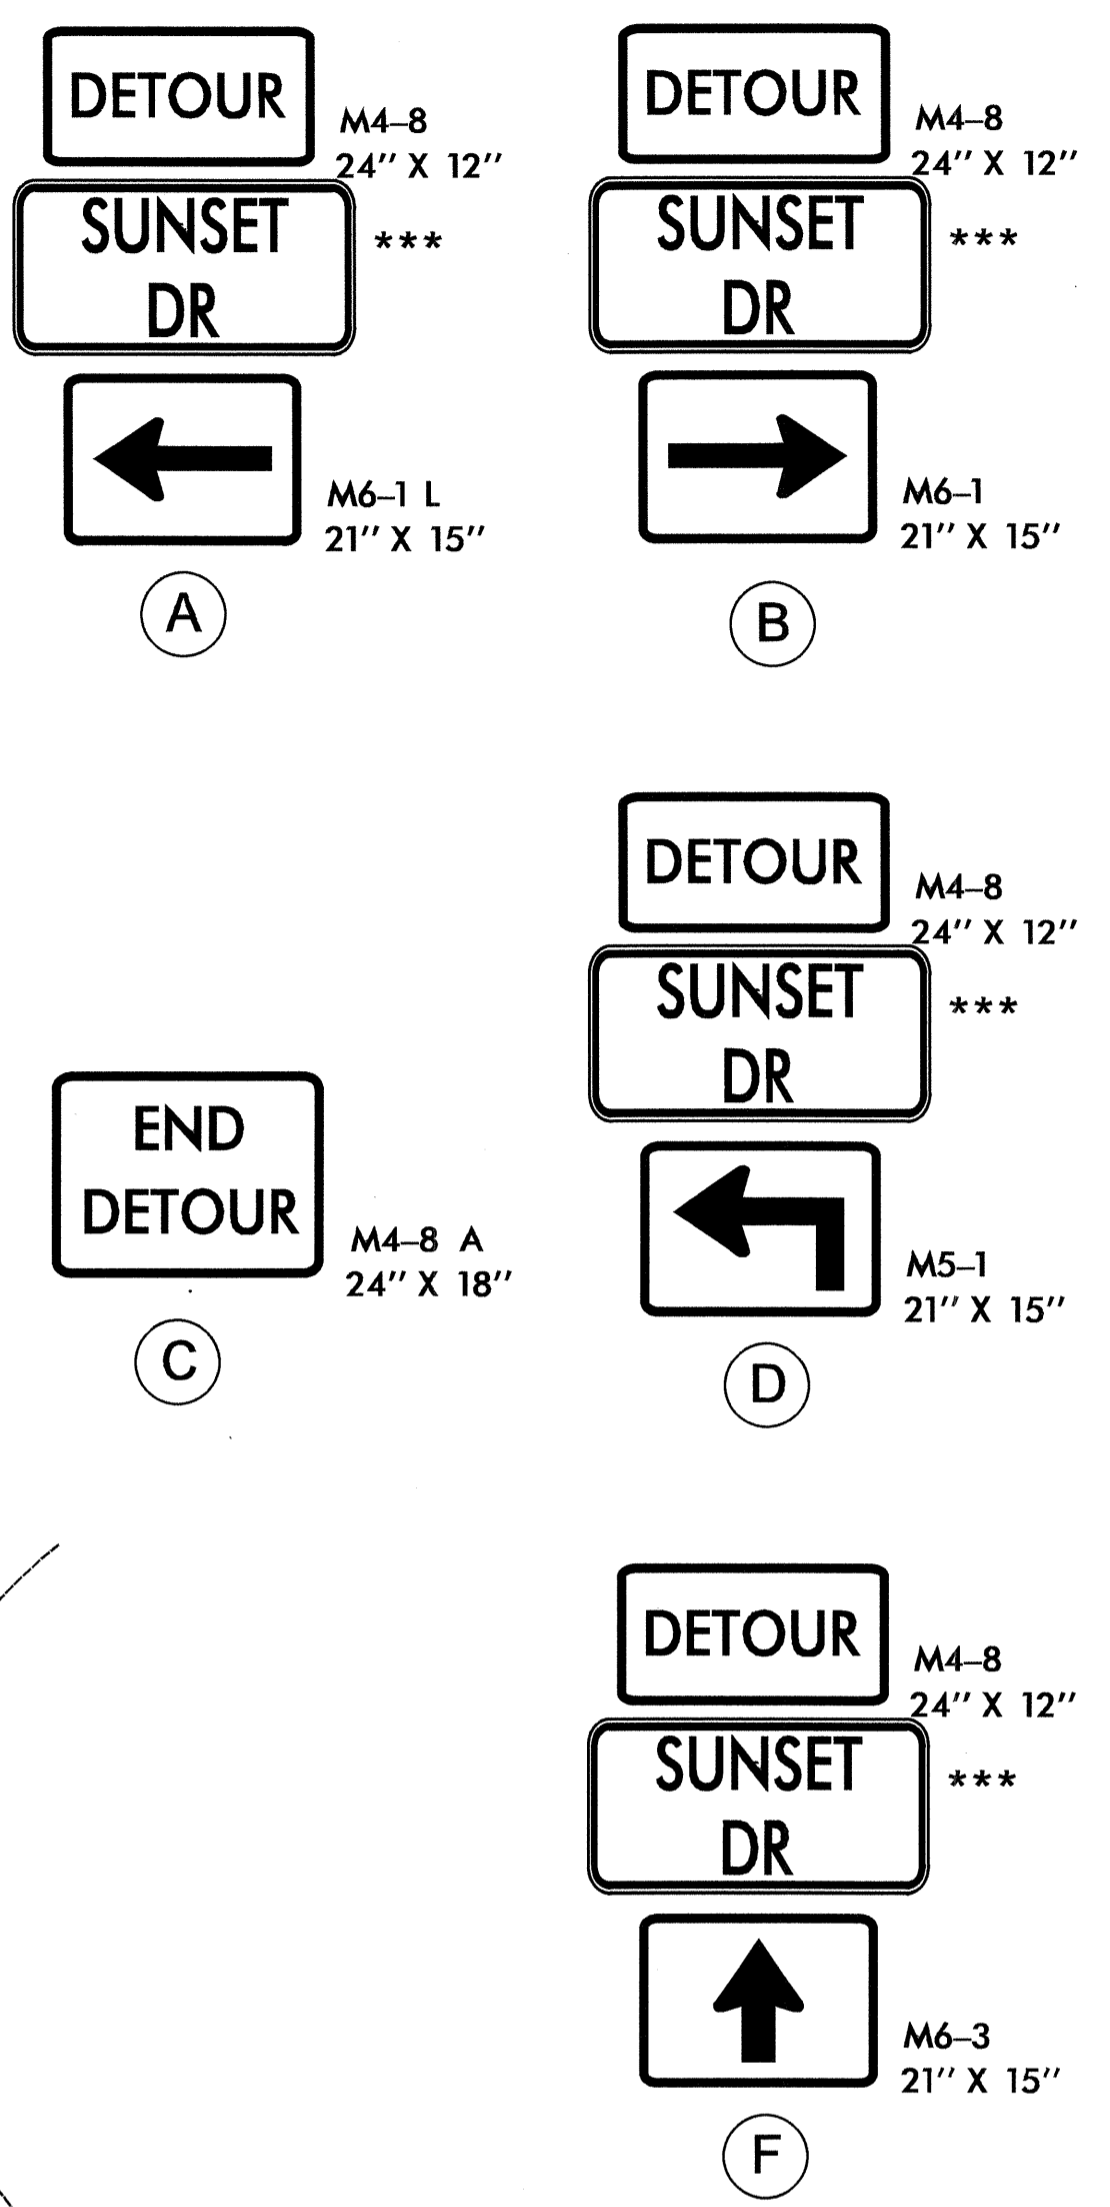 DETOUR
M4–8
24″ X 12″
SUNSET
DR
***
M6–1 L
21″ X 15″
A
DETOUR
M4–8
24″ X 12″
SUNSET
DR
***
M6–1
21″ X 15″
B
END
DETOUR
M4–8 A
24″ X 18″
C
DETOUR
M4–8
24″ X 12″
SUNSET
DR
***
M5–1
21″ X 15″
D
DETOUR
M4–8
24″ X 12″
SUNSET
DR
***
M6–3
21″ X 15″
F